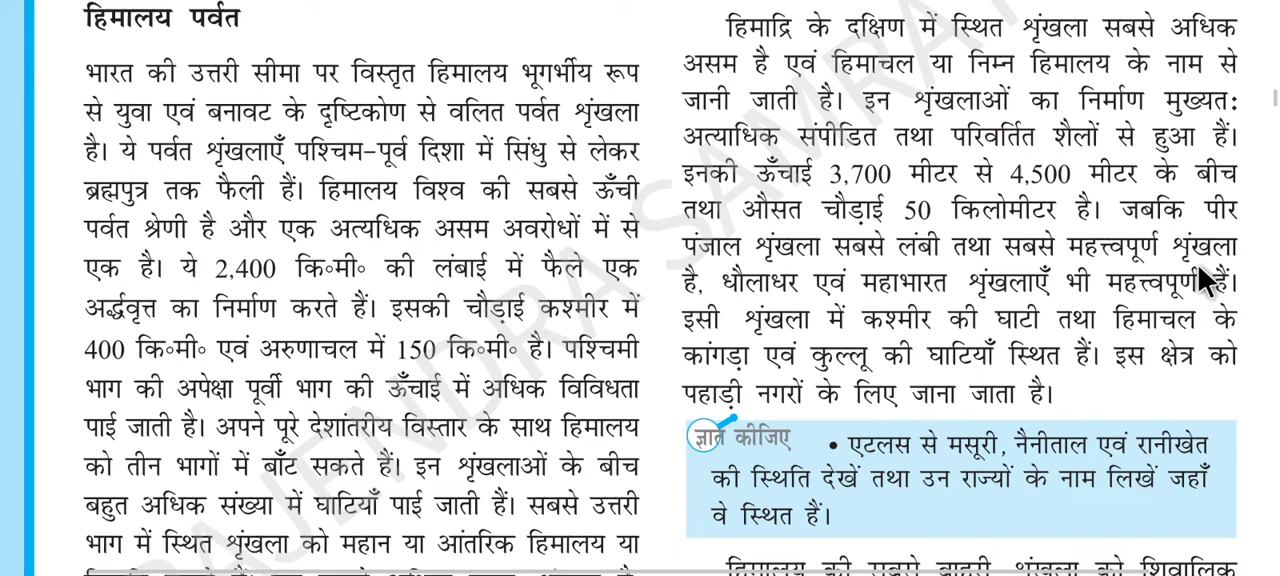 हिमालय पर्वत
भारत की उत्तरी सीमा पर विस्तृत हिमालय भूगर्भीय रूप
से युवा एवं बनावट के दृष्टिकोण से वलित पर्वत शृंखला
है। ये पर्वत शृंखलाएँ पश्चिम-पूर्व दिशा में सिंधु से लेकर
ब्रह्मपुत्र तक फैली हैं। हिमालय विश्व की सबसे ऊँची
पर्वत श्रेणी है और एक अत्यधिक असम अवरोधों में से
एक है। ये 2,400 कि॰मी॰ की लंबाई में फैले एक
अर्द्धवृत्त का निर्माण करते हैं। इसकी चौड़ाई कश्मीर में
400 कि॰मी॰ एवं अरुणाचल में 150 कि॰मी॰ है। पश्चिमी
भाग की अपेक्षा पूर्वी भाग की ऊँचाई में अधिक विविधता
पाई जाती है। अपने पूरे देशांतरीय विस्तार के साथ हिमालय
को तीन भागों में बाँट सकते हैं। इन शृंखलाओं के बीच
बहुत अधिक संख्या में घाटियाँ पाई जाती हैं। सबसे उत्तरी
भाग में स्थित शृंखला को महान या आंतरिक हिमालय या
हिमाद्रि के दक्षिण में स्थित शृंखला सबसे अधिक
असम है एवं हिमाचल या निम्न हिमालय के नाम से
जानी जाती है। इन शृंखलाओं का निर्माण मुख्यत:
अत्याधिक संपीडित तथा परिवर्तित शैलों से हुआ हैं।
इनकी ऊँचाई 3,700 मीटर से 4,500 मीटर के बीच
तथा औसत चौड़ाई 50 किलोमीटर है। जबकि पीर
पंजाल शृंखला सबसे लंबी तथा सबसे महत्त्वपूर्ण शृंखला
है, धौलाधर एवं महाभारत शृंखलाएँ भी महत्त्वपूर्ण हैं।
इसी शृंखला में कश्मीर की घाटी तथा हिमाचल के
कांगड़ा एवं कुल्लू की घाटियाँ स्थित हैं। इस क्षेत्र को
पहाड़ी नगरों के लिए जाना जाता है।
ज्ञात कीजिए • एटलस से मसूरी, नैनीताल एवं रानीखेत
की स्थिति देखें तथा उन राज्यों के नाम लिखें जहाँ
वे स्थित हैं।
हिमालय की सबसे बाहरी शृंखला को शिवालिक
RAJENDRA SAMRAT